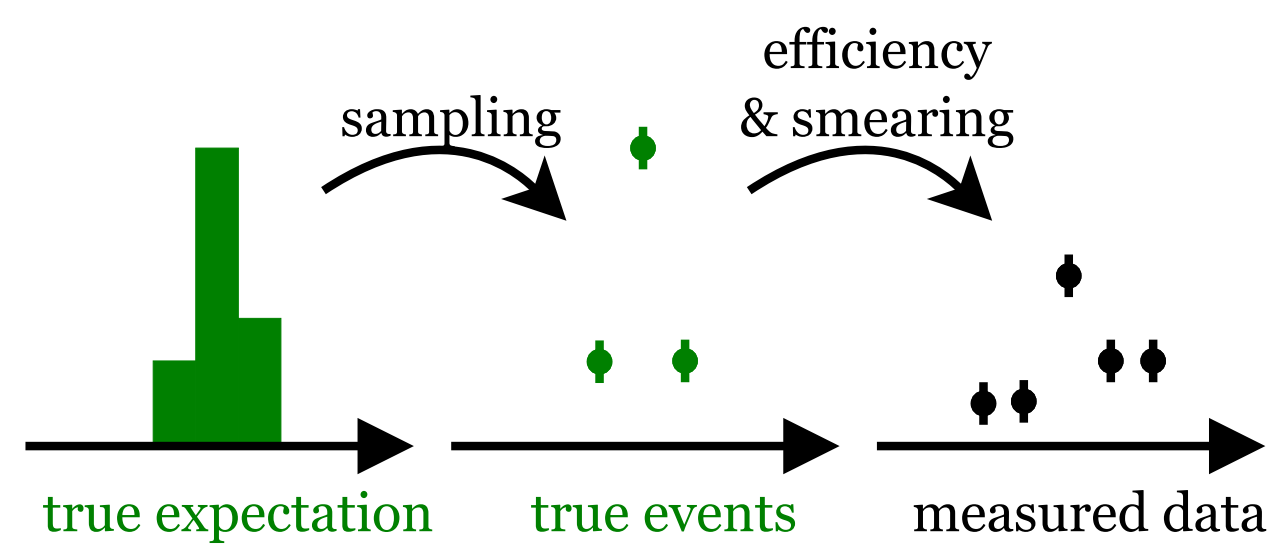 sampling
efficiency
& smearing
true expectation
true events
measured data